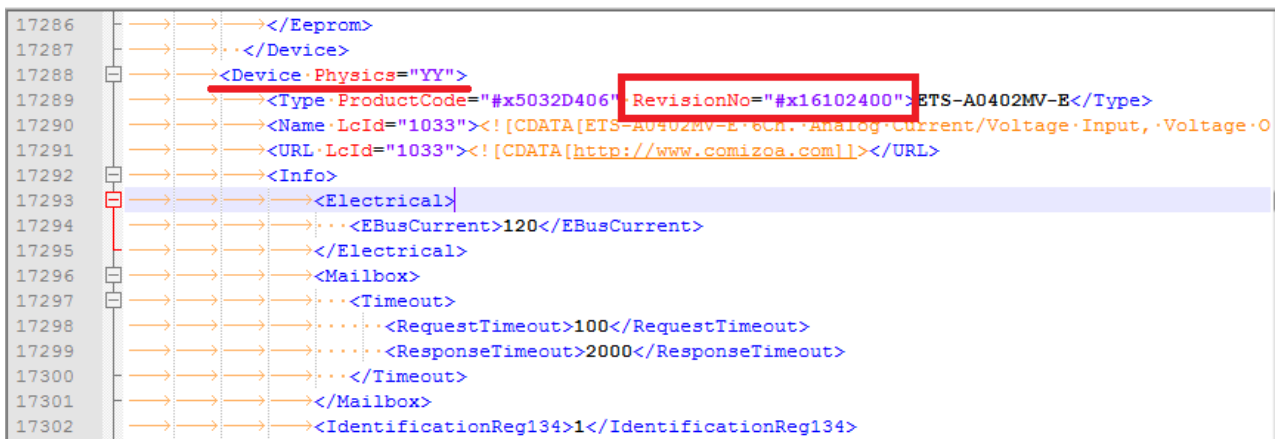 17286 </Eeprom>
17287 </Device>
17288 <Device Physics="YY">
17289 <Type ProductCode="#x5032D406" RevisionNo="#x16102400">ETS-A0402MV-E</Type>
17290 <Name LcId="1033"><![CDATA[ETS-A0402MV-E 6Ch. Analog Current/Voltage Input, Voltage O
17291 <URL LcId="1033"><![CDATA[http://www.comizoa.com]]></URL>
17292 <Info>
17293 <Electrical>
17294 <EBusCurrent>120</EBusCurrent>
17295 </Electrical>
17296 <Mailbox>
17297 <Timeout>
17298 <RequestTimeout>100</RequestTimeout>
17299 <ResponseTimeout>2000</ResponseTimeout>
17300 </Timeout>
17301 </Mailbox>
17302 <IdentificationReg134>1</IdentificationReg134>